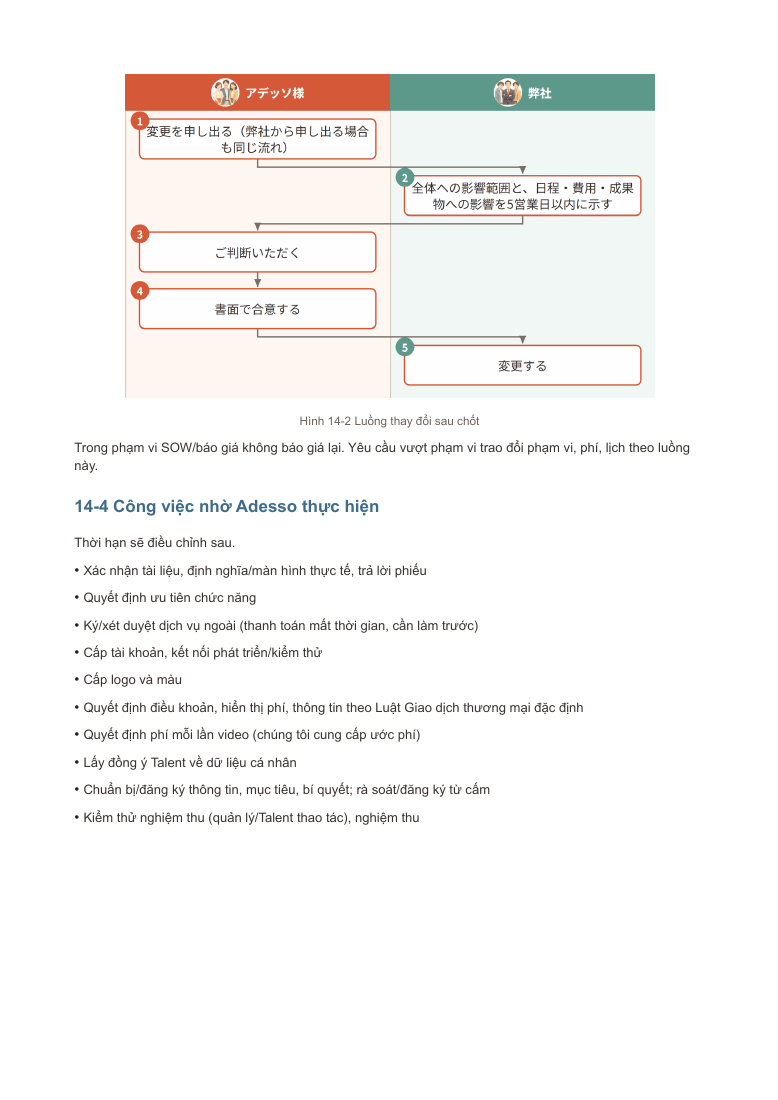 アデッソ様
弊社
1
変更を申し出る（弊社から申し出る場合
も同じ流れ）
2
全体への影響範囲と、日程・費用・成果
物への影響を5営業日以内に示す
3
ご判断いただく
4
書面で合意する
5
変更する
Hình 14-2 Luồng thay đổi sau chốt
Trong phạm vi SOW/báo giá không báo giá lại. Yêu cầu vượt phạm vi trao đổi phạm vi, phí, lịch theo luồng
này.
14-4 Công việc nhờ Adesso thực hiện
Thời hạn sẽ điều chỉnh sau.
• Xác nhận tài liệu, định nghĩa/màn hình thực tế, trả lời phiếu
• Quyết định ưu tiên chức năng
• Ký/xét duyệt dịch vụ ngoài (thanh toán mất thời gian, cần làm trước)
• Cấp tài khoản, kết nối phát triển/kiểm thử
• Cấp logo và màu
• Quyết định điều khoản, hiển thị phí, thông tin theo Luật Giao dịch thương mại đặc định
• Quyết định phí mỗi lần video (chúng tôi cung cấp ước phí)
• Lấy đồng ý Talent về dữ liệu cá nhân
• Chuẩn bị/đăng ký thông tin, mục tiêu, bí quyết; rà soát/đăng ký từ cấm
• Kiểm thử nghiệm thu (quản lý/Talent thao tác), nghiệm thu